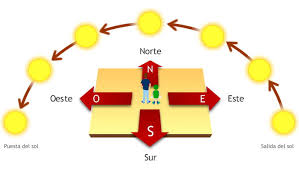 Norte
N
Oeste
O
E
Este
S
Puesta del sol
Salida del sol
Sur